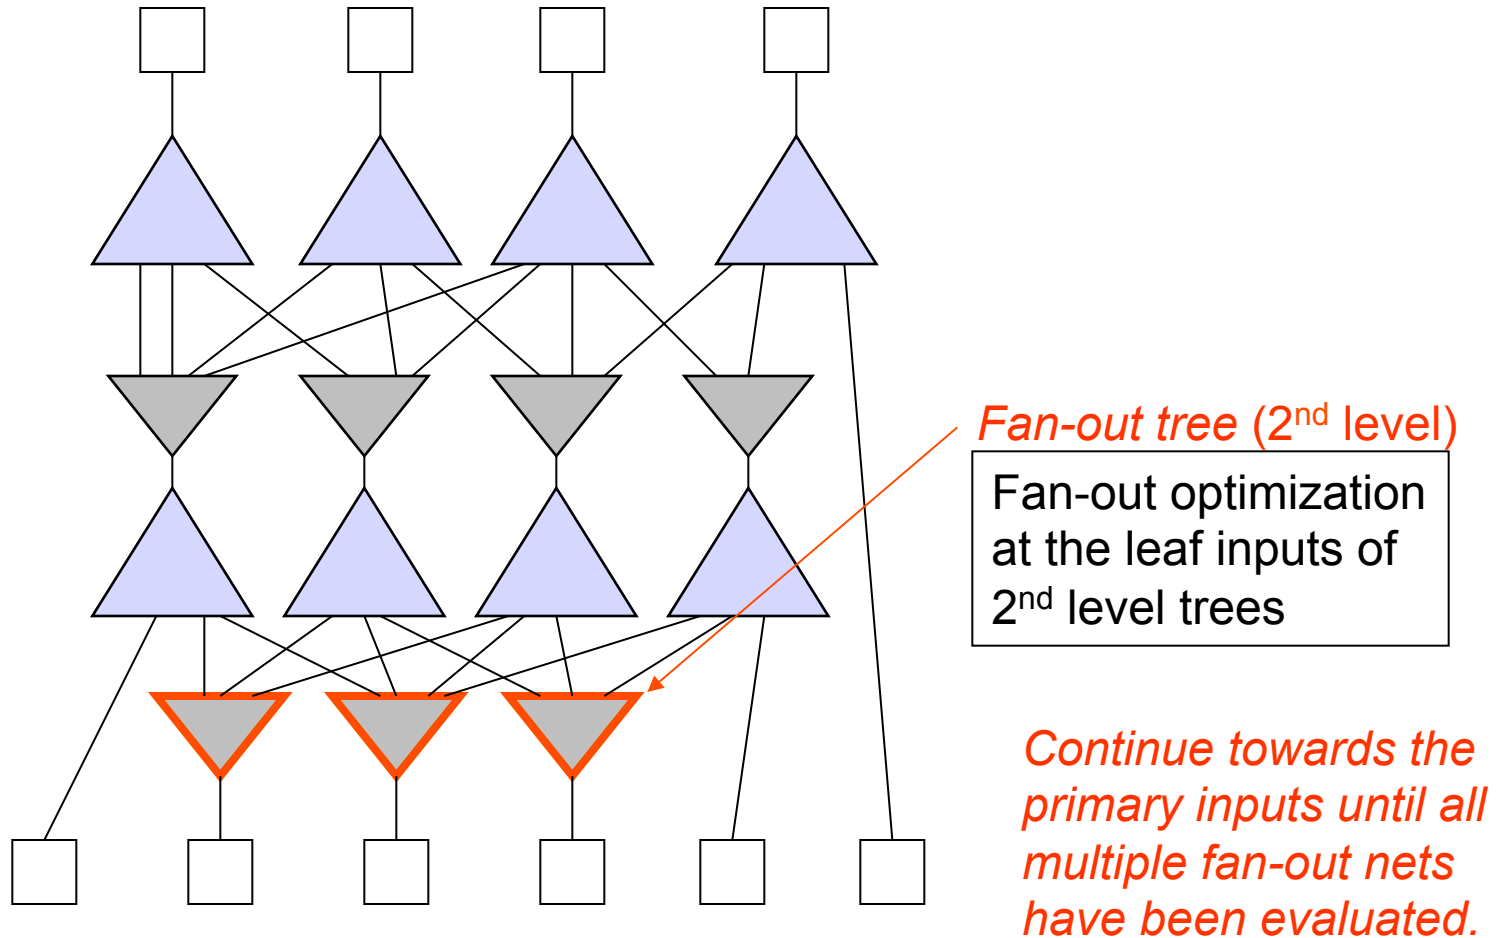 Fan-out tree (2nd level)
Fan-out optimization
at the leaf inputs of
2nd level trees
Continue towards the
primary inputs until all
multiple fan-out nets
have been evaluated.